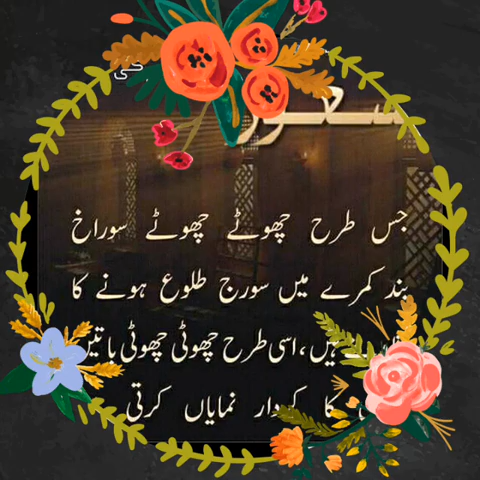 کی
جس طرح چھوٹے چھوٹے سوراخ
بند کمرے میں سورج طلوع ہونے کا
ہیں، اسی طرح چھوٹی چھوٹی باتیں
کا کردار نمایاں کرتی